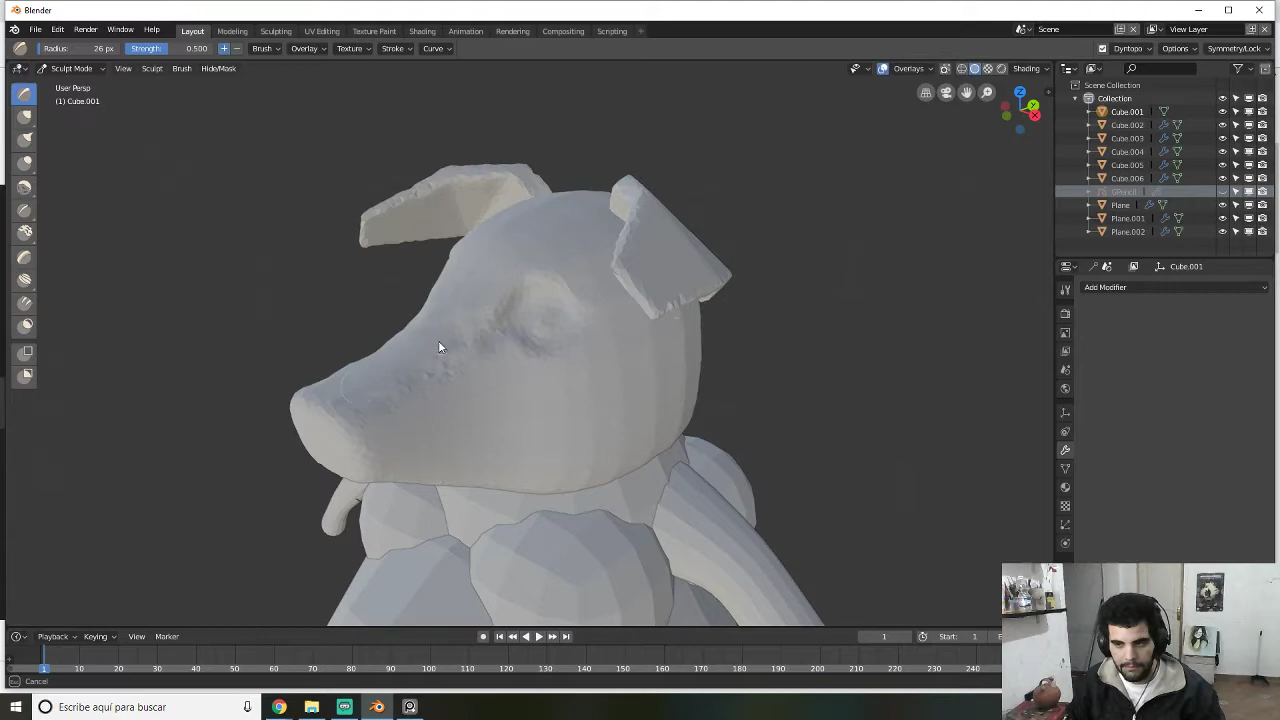 Blender
File Edit Render Window Help Layout Modeling Sculpting UV Editing Texture Paint Shading Animation Rendering Compositing Scripting + Scene View Layer
Radius: 26 px Strength: 0.500 Brush Overlay Texture Stroke Curve Dyntopo Options Symmetry/Lock
Sculpt Mode View Sculpt Brush Hide/Mask Overlays Shading
User Persp
(1) Cube.001
Z
Y
X
Scene Collection
Collection
Cube.001
Cube.002
Cube.003
Cube.004
Cube.005
Cube.006
GPencil
Plane
Plane.001
Plane.002
Cube.001
Add Modifier
Playback Keying View Marker 1 Start: 1
1 10 20 30 40 50 60 70 80 90 100 110 120 130 140 150 160 170 180 190 200 210 220 230 240
Cancel
Escribe aquí para buscar